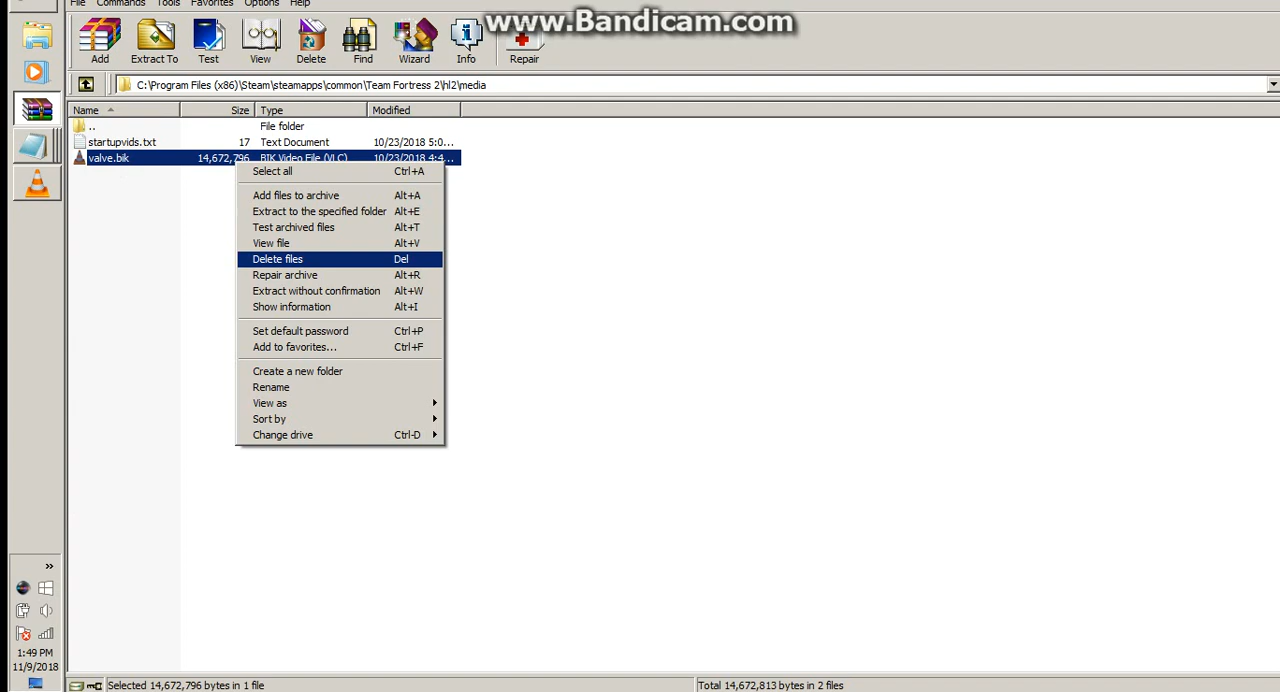 File Commands Tools Favorites Options Help
www.Bandicam.com
Add Extract To Test View Delete Find Wizard Info Repair
C:\Program Files (x86)\Steam\steamapps\common\Team Fortress 2\hl2\media
Name Size Type Modified
.. File folder
startupvids.txt 17 Text Document 10/23/2018 5:0...
valve.bik 14,672,796 BIK Video File (VLC) 10/23/2018 4:4...
Select all Ctrl+A
Add files to archive Alt+A
Extract to the specified folder Alt+E
Test archived files Alt+T
View file Alt+V
Delete files Del
Repair archive Alt+R
Extract without confirmation Alt+W
Show information Alt+I
Set default password Ctrl+P
Add to favorites... Ctrl+F
Create a new folder
Rename
View as
Sort by
Change drive Ctrl-D
»
1:49 PM
11/9/2018
Selected 14,672,796 bytes in 1 file
Total 14,672,813 bytes in 2 files